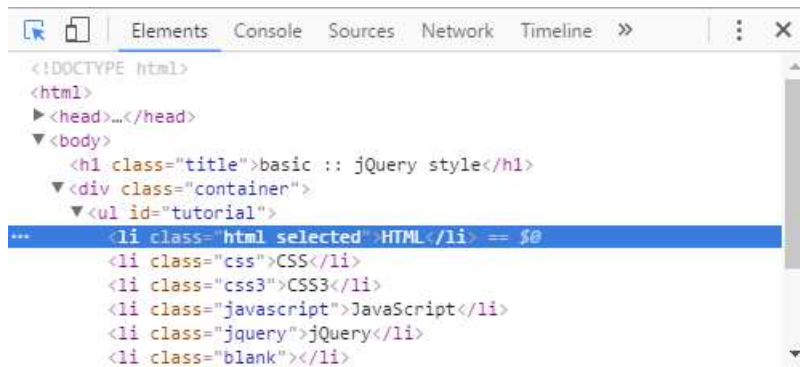 Elements Console Sources Network Timeline »
<!DOCTYPE html>
<html>
▶<head>…</head>
▼<body>
<h1 class="title">basic :: jQuery style</h1>
▼<div class="container">
▼<ul id="tutorial">
••• <li class="html selected">HTML</li> == $0
<li class="css">CSS</li>
<li class="css3">CSS3</li>
<li class="javascript">JavaScript</li>
<li class="jquery">jQuery</li>
<li class="blank"></li>